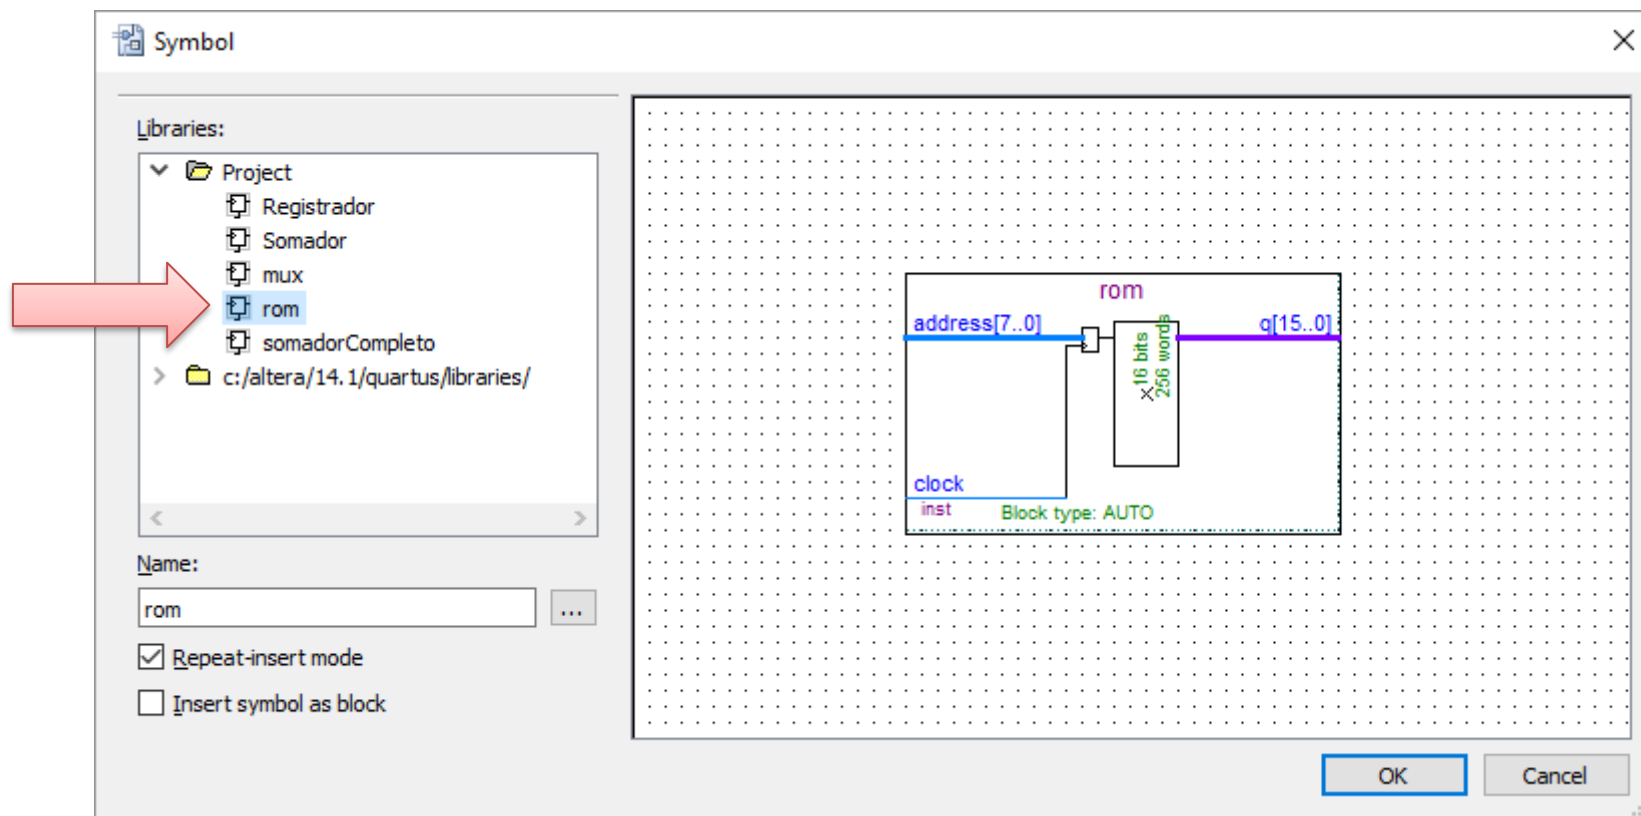 Symbol
Libraries:
Project
Registrador
Somador
mux
rom
somadorCompleto
c:/altera/14.1/quartus/libraries/
Name:
rom
...
Repeat-insert mode
Insert symbol as block
rom
address[7..0]
q[15..0]
16 bits
256 words
clock
inst
Block type: AUTO
OK
Cancel